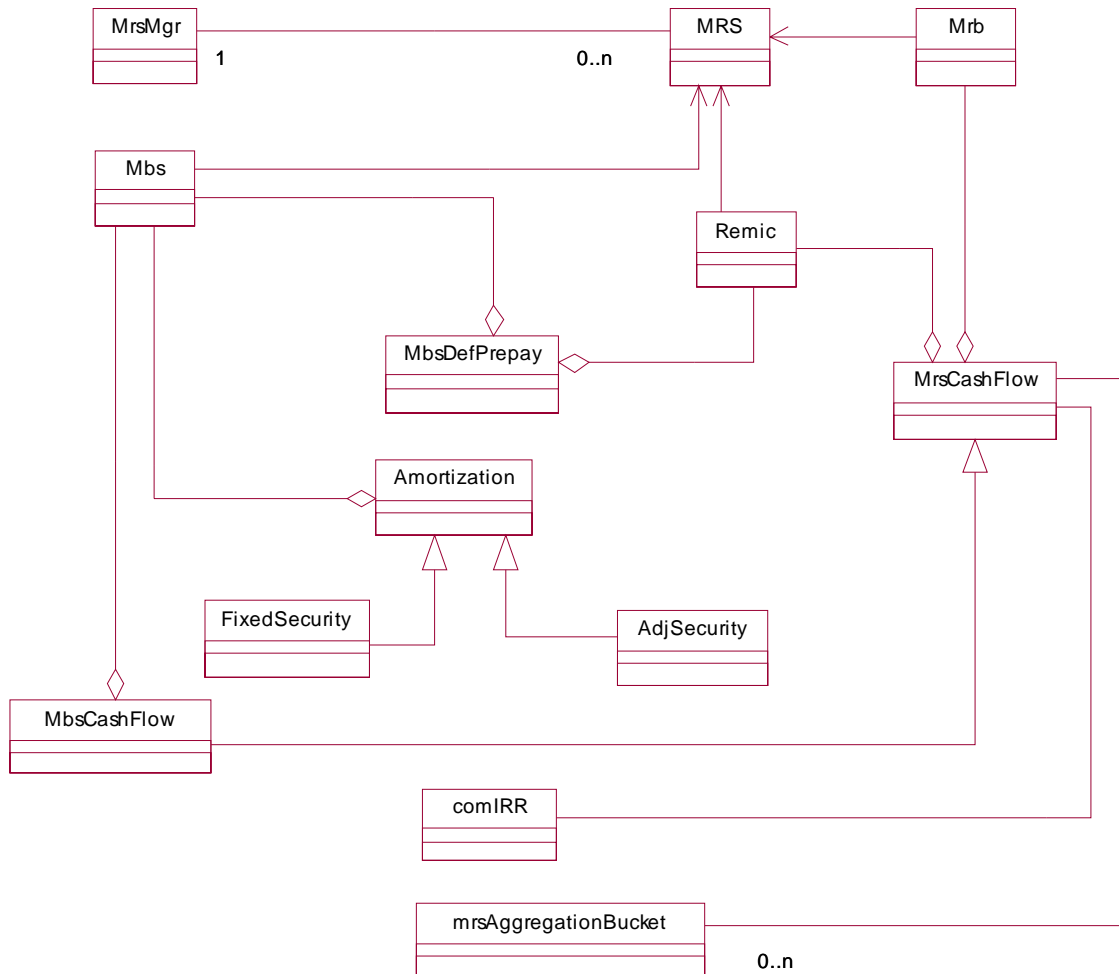 MrsMgr
MRS
Mrb
1
0..n
Mbs
Remic
MbsDefPrepay
MrsCashFlow
Amortization
FixedSecurity
AdjSecurity
MbsCashFlow
comIRR
mrsAggregationBucket
0..n